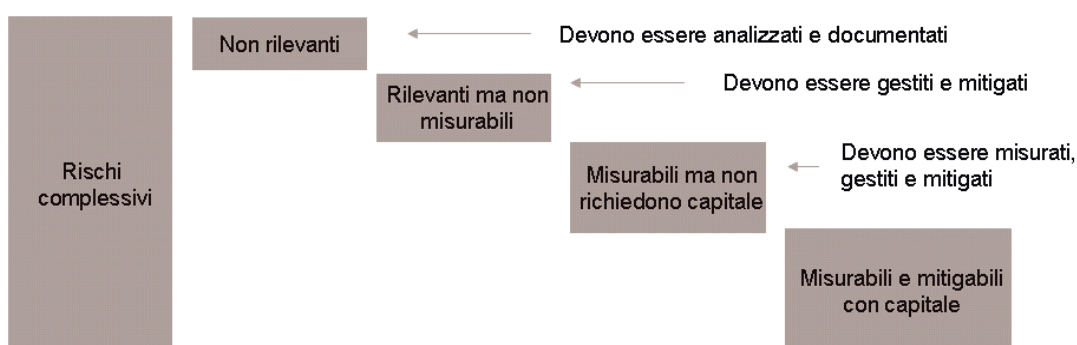 Non rilevanti
Devono essere analizzati e documentati
Rilevanti ma non
misurabili
Devono essere gestiti e mitigati
Rischi
complessivi
Misurabili ma non
richiedono capitale
Devono essere misurati,
gestiti e mitigati
Misurabili e mitigabili
con capitale